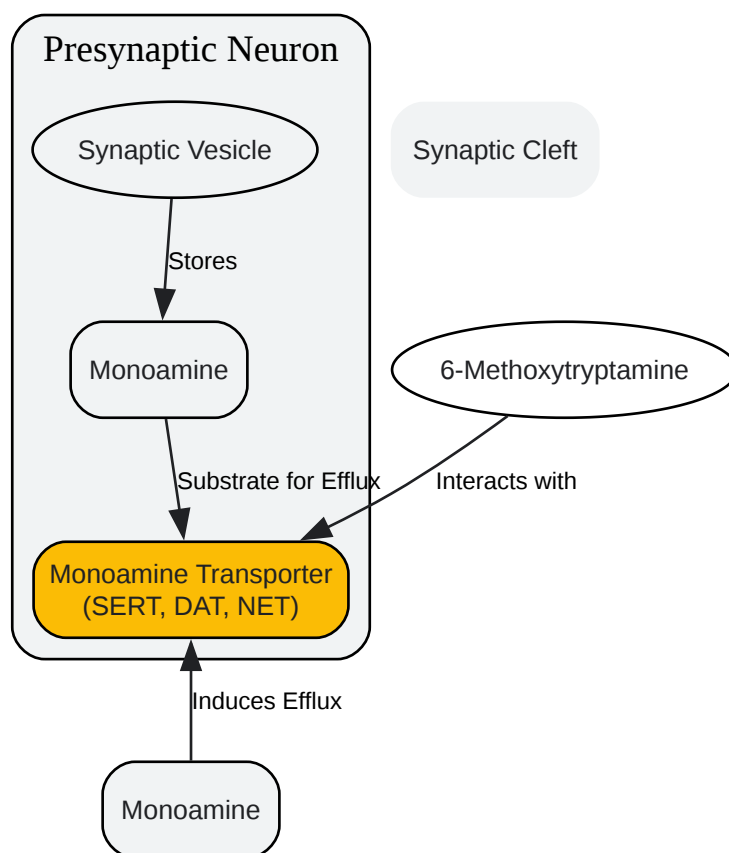 Presynaptic Neuron
Synaptic Vesicle
Synaptic Cleft
Stores
Monoamine
6-Methoxytryptamine
Substrate for Efflux
Interacts with
Monoamine Transporter
(SERT, DAT, NET)
Induces Efflux
Monoamine